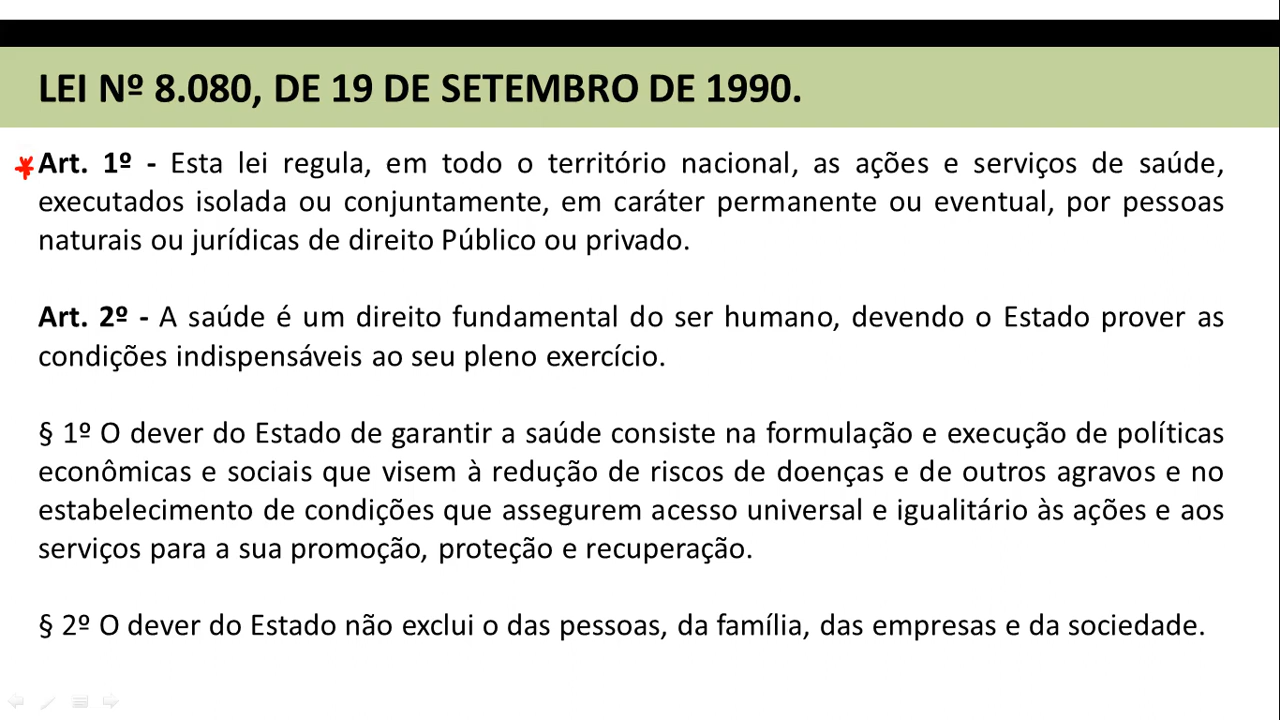 LEI Nº 8.080, DE 19 DE SETEMBRO DE 1990.
Art. 1º - Esta lei regula, em todo o território nacional, as ações e serviços de saúde,
executados isolada ou conjuntamente, em caráter permanente ou eventual, por pessoas
naturais ou jurídicas de direito Público ou privado.
Art. 2º - A saúde é um direito fundamental do ser humano, devendo o Estado prover as
condições indispensáveis ao seu pleno exercício.
§ 1º O dever do Estado de garantir a saúde consiste na formulação e execução de políticas
econômicas e sociais que visem à redução de riscos de doenças e de outros agravos e no
estabelecimento de condições que assegurem acesso universal e igualitário às ações e aos
serviços para a sua promoção, proteção e recuperação.
§ 2º O dever do Estado não exclui o das pessoas, da família, das empresas e da sociedade.